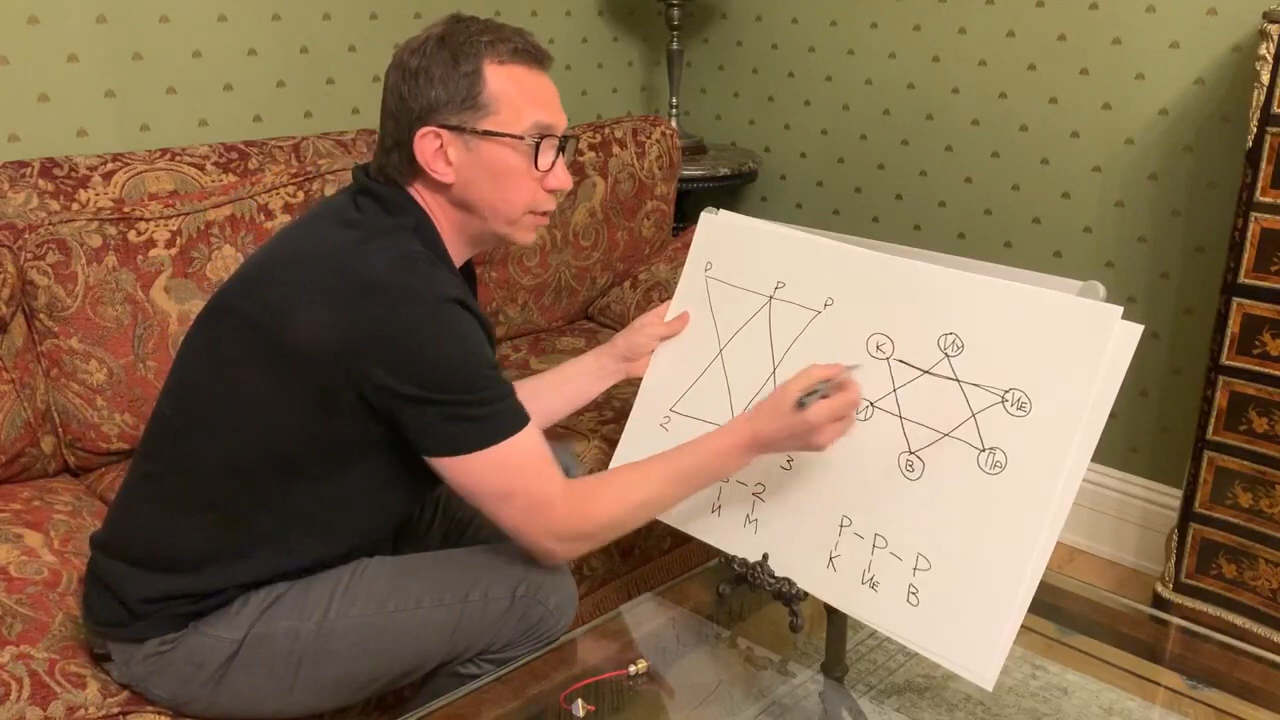 Р Р Р
2
3
- 2
И М
К ИУ
И ИЕ
В ПР
Р - Р - Р
К ИЕ В